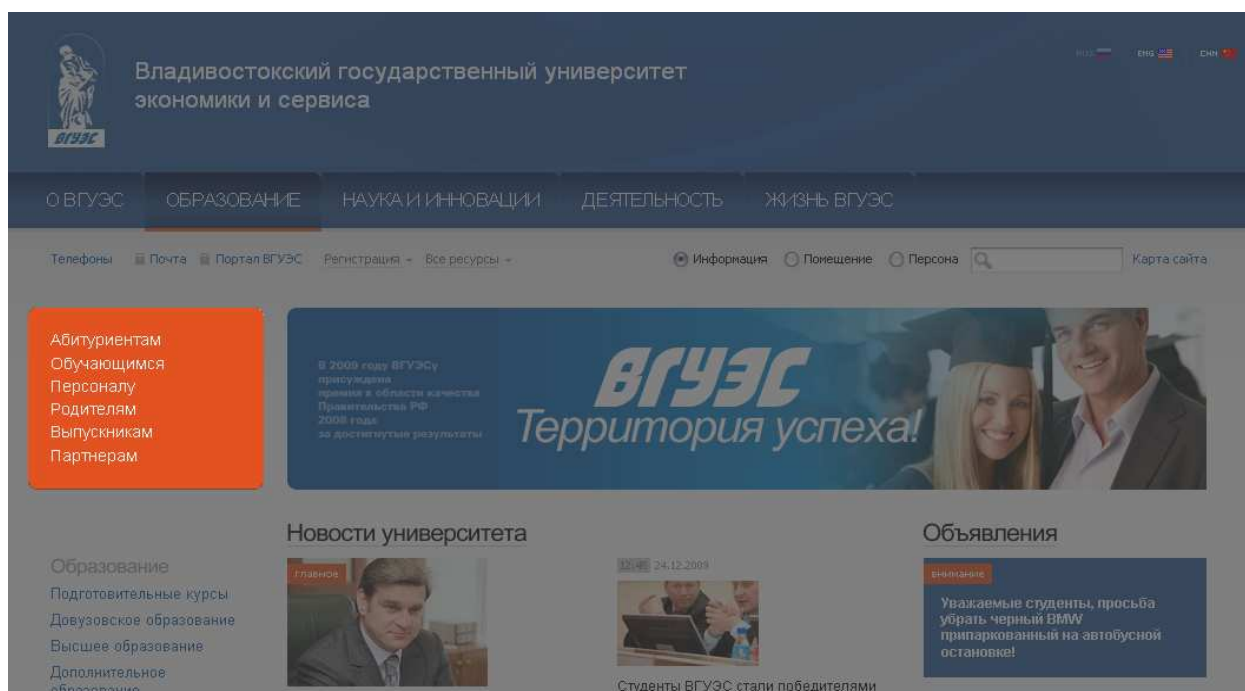 Владивостокский государственный университет
экономики и сервиса
ENG
CHN
ВГУЭС
О ВГУЭС
ОБРАЗОВАНИЕ
НАУКА И ИННОВАЦИИ
ДЕЯТЕЛЬНОСТЬ
ЖИЗНЬ ВГУЭС
Телефоны
Почта
Портал ВГУЭС
Регистрация
Все ресурсы
Информация
Помещение
Персона
Карта сайта
Абитуриентам
Обучающимся
Персоналу
Родителям
Выпускникам
Партнерам
В 2009 году ВГУЭСу
присуждена
премия в области качества
Правительства РФ
2008 года
за достигнутые результаты
ВГУЭС
Территория успеха!
Образование
Подготовительные курсы
Довузовское образование
Высшее образование
Дополнительное
образование
Новости университета
главное
12:45 24.12.2009
Студенты ВГУЭС стали победителями
Объявления
внимание
Уважаемые студенты, просьба
убрать черный BMW
припаркованный на автобусной
остановке!